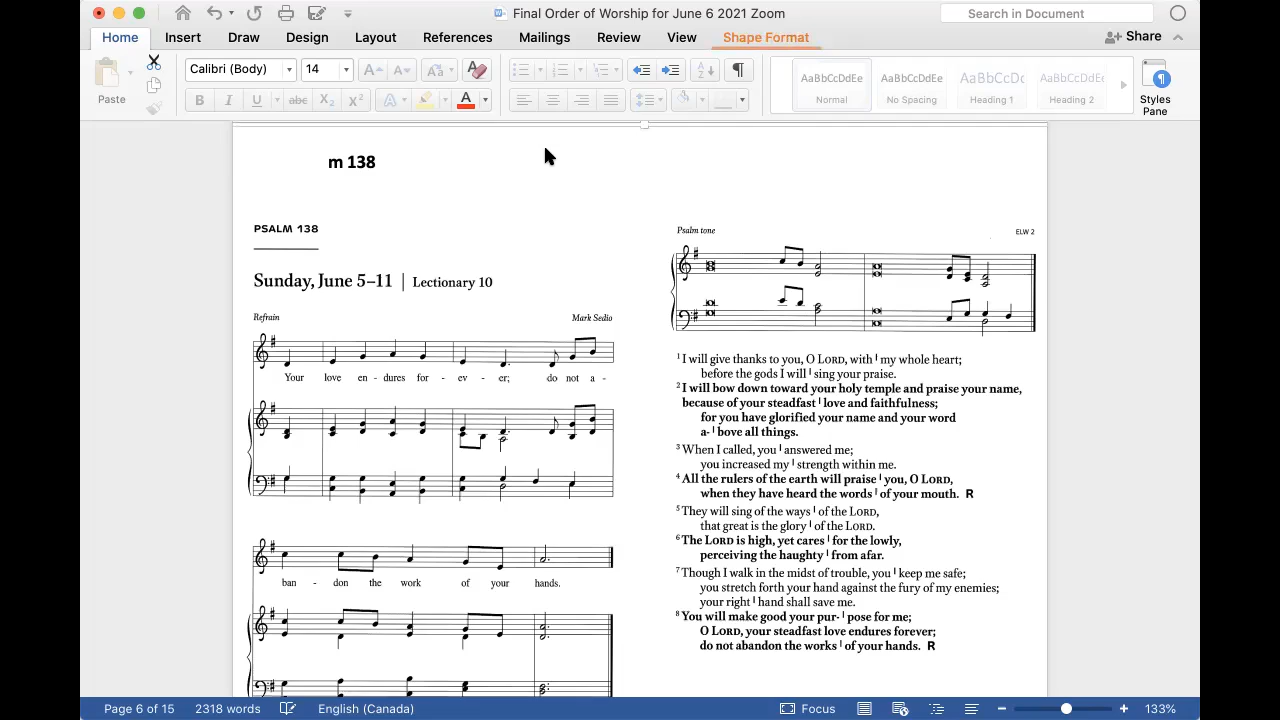 Final Order of Worship for June 6 2021 Zoom
Search in Document
Home Insert Draw Design Layout References Mailings Review View Shape Format Share
Paste
Calibri (Body) 14
AaBbCcDdEe AaBbCcDdEe AaBbCcDc AaBbCcDdEe
Normal No Spacing Heading 1 Heading 2
Styles
Pane
m 138
PSALM 138
Sunday, June 5–11 | Lectionary 10
Refrain Mark Sedio
Your love en - dures for - ev - er; do not a -
ban - don the work of your hands.
Psalm tone ELW 2
1 I will give thanks to you, O LORD, with | my whole heart;
before the gods I will | sing your praise.
2 I will bow down toward your holy temple and praise your name,
because of your steadfast | love and faithfulness;
for you have glorified your name and your word
a- | bove all things.
3 When I called, you | answered me;
you increased my | strength within me.
4 All the rulers of the earth will praise | you, O LORD,
when they have heard the words | of your mouth. R
5 They will sing of the ways | of the LORD,
that great is the glory | of the LORD.
6 The LORD is high, yet cares | for the lowly,
perceiving the haughty | from afar.
7 Though I walk in the midst of trouble, you | keep me safe;
you stretch forth your hand against the fury of my enemies;
your right | hand shall save me.
8 You will make good your pur- | pose for me;
O LORD, your steadfast love endures forever;
do not abandon the works | of your hands. R
Page 6 of 15 2318 words English (Canada) Focus 133%